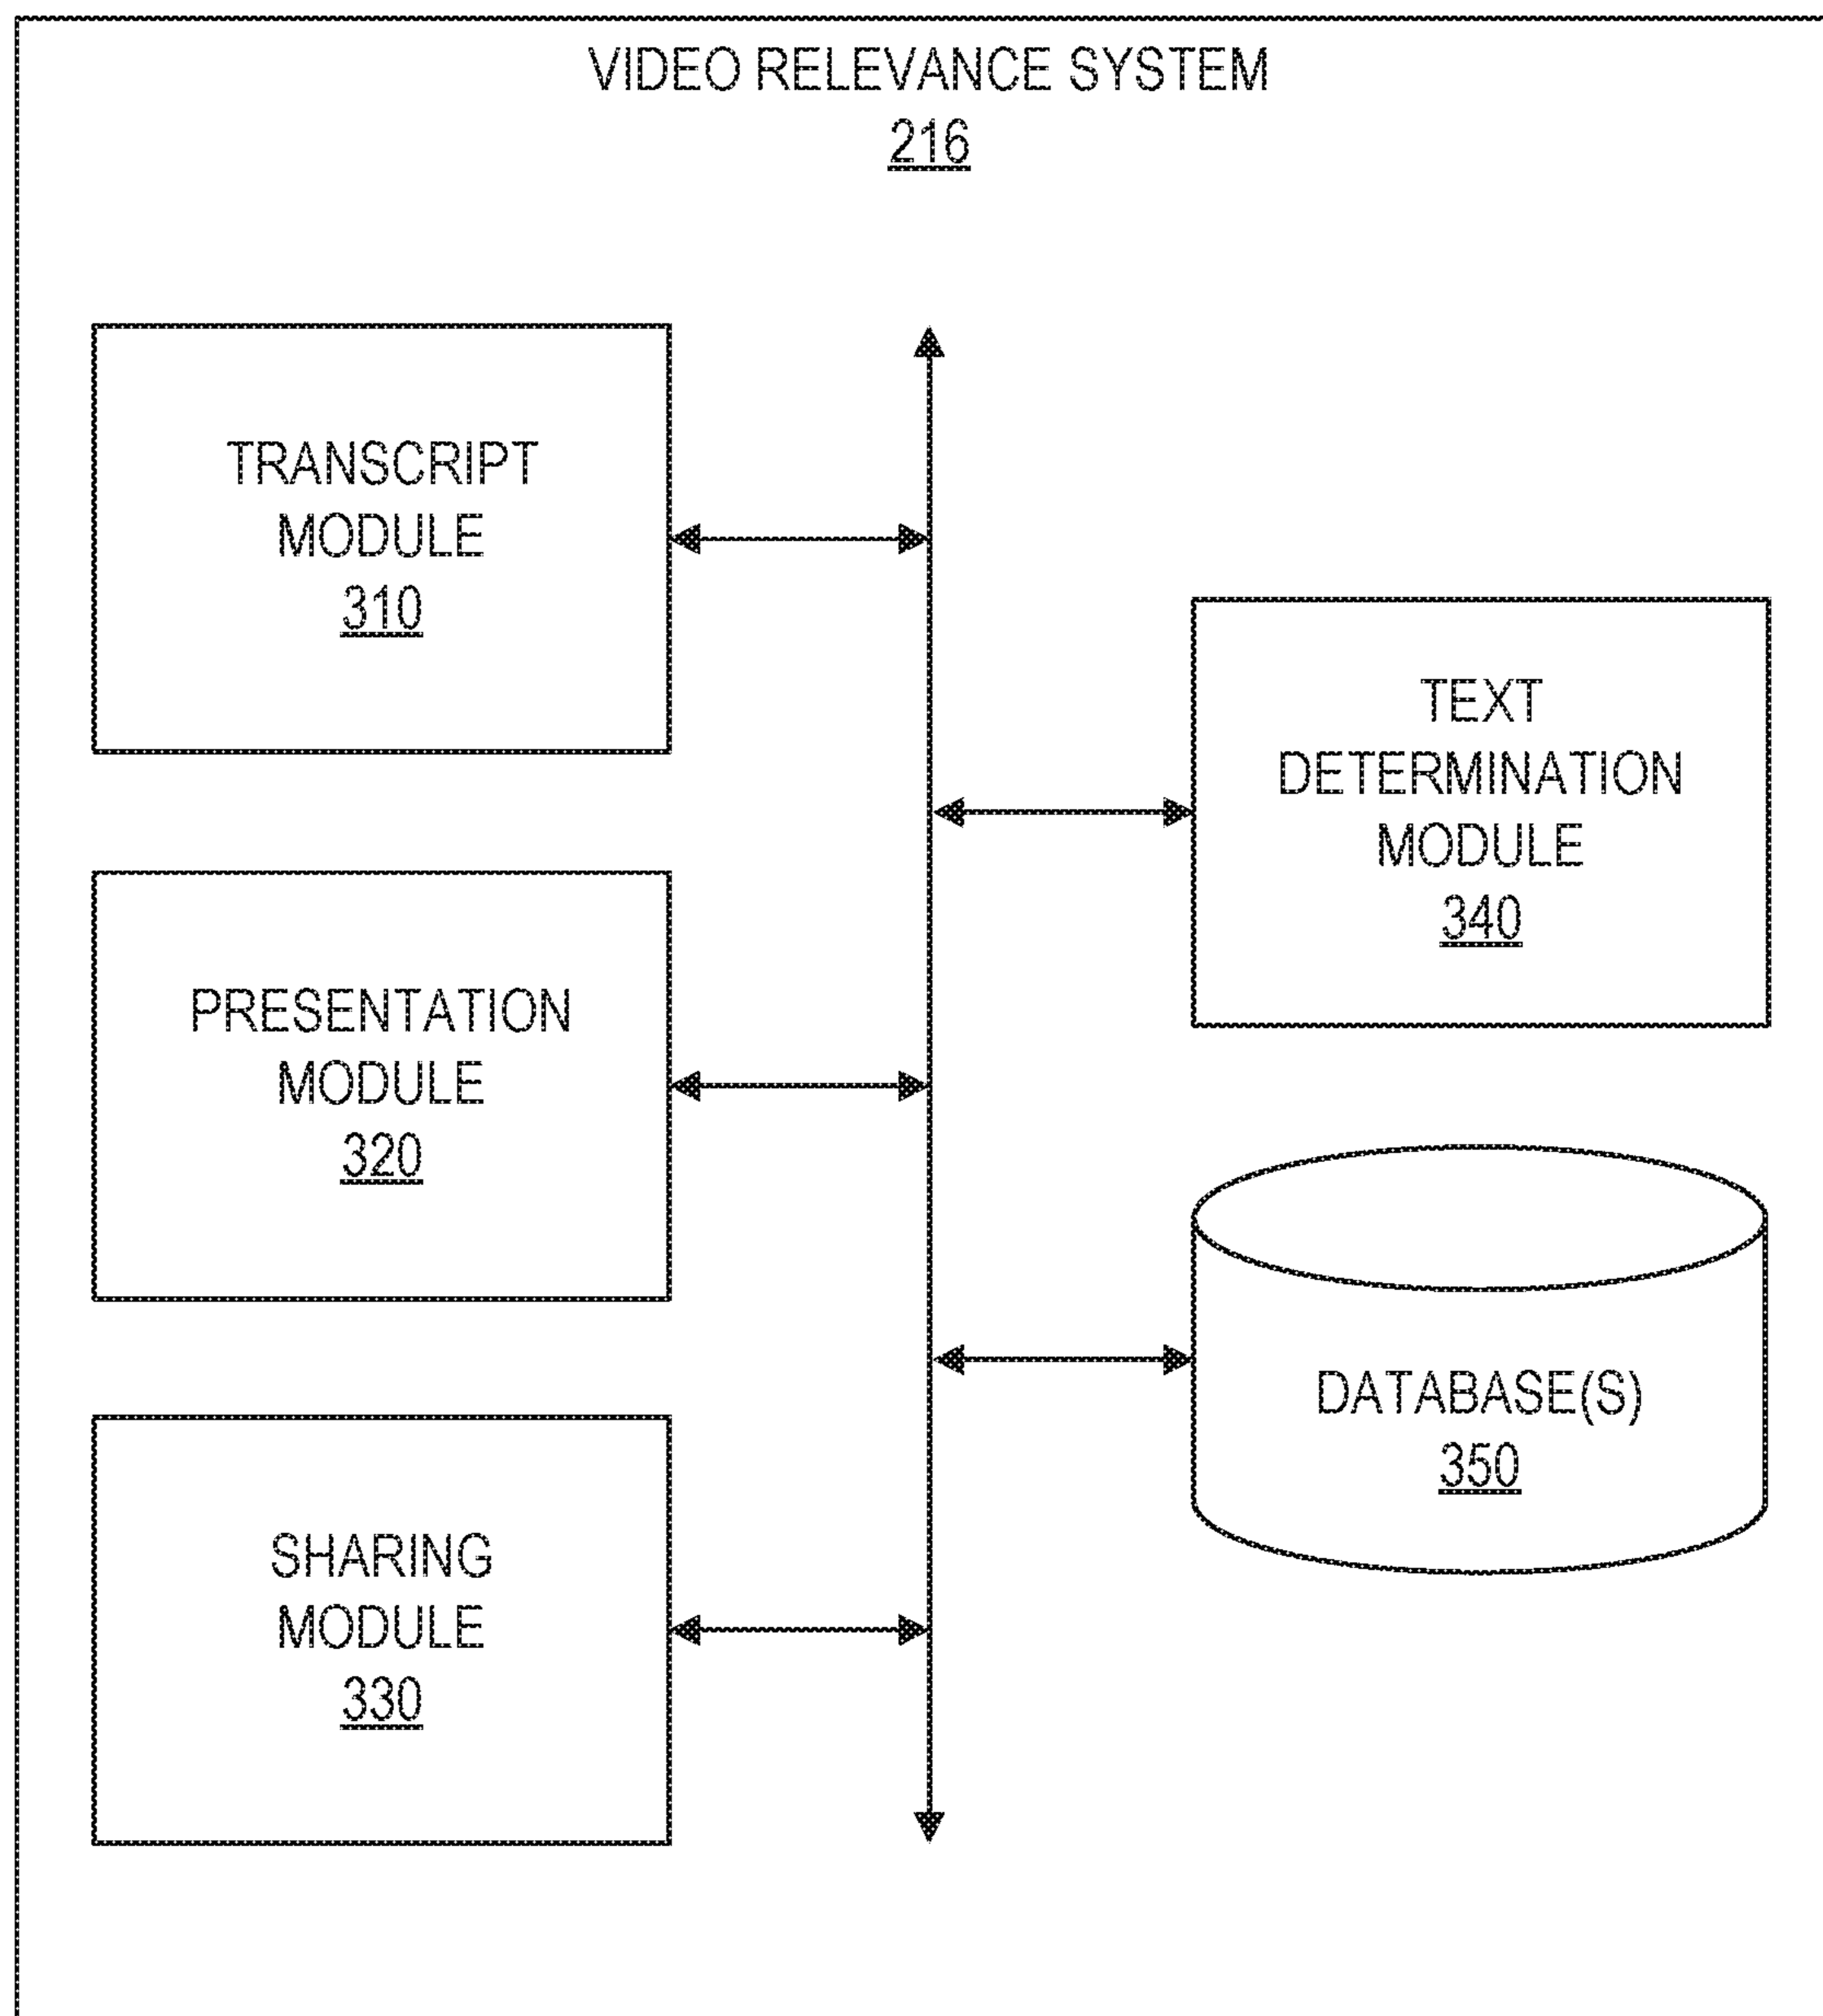 VIDEO RELEVANCE SYSTEM
216
TRANSCRIPT
MODULE
310
PRESENTATION
MODULE
320
SHARING
MODULE
330
TEXT
DETERMINATION
MODULE
340
DATABASE(S)
350